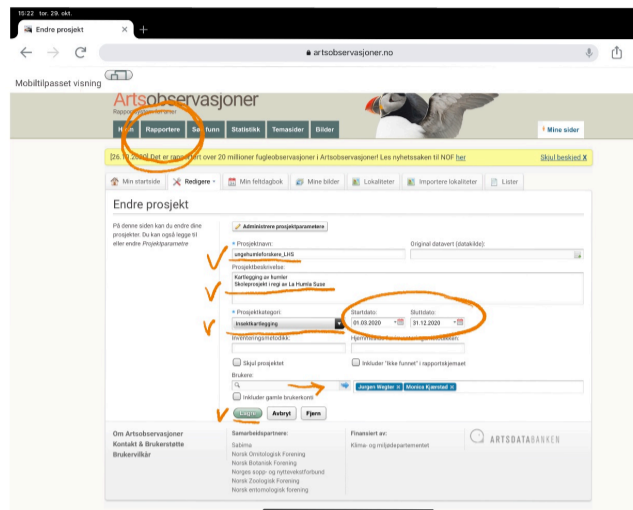 15:22 tor. 29. okt.
Endre prosjekt
artsobservasjoner.no
Mobiltilpasset visning
Artsobservasjoner
Rapportere
Statistikk
Temasider
Bilder
Mine sider
[26.10.2020] Det er rapportert over 20 millioner fugleobservasjoner i Artsobservasjoner! Les nyhetssaken til NOF her
Skjul beskjed X
Min startside
Redigere
Min feltdagbok
Mine bilder
Lokaliteter
Importere lokaliteter
Lister
Endre prosjekt
På denne siden kan du endre dine
prosjekter. Du kan også legge til
eller endre Projektparametre
Administrere prosjektparametere
* Prosjektnavn:
Original datavert (datakilde):
ungehumleforskere_LHS
Prosjektbeskrivelse:
Kartlegging av humler
Skoleprosjekt i regi av La Humla Suse
* Prosjektkategori:
Startdato:
Sluttdato:
Insektkartlegging
01.03.2020
31.12.2020
Inventeringsmetodikk:
Skjul prosjektet
Inkluder "Ikke funnet" i rapportskjemaet
Brukere:
Jorgen Wegter x
Monica Kjænstad x
Inkluder gamle brukerkonti
Lagre
Avbryt
Fjern
Om Artsobservasjoner
Kontakt & Brukerstøtte
Brukervilkår
Samarbeidspartnere:
Sabima
Norsk Ornitologisk Forening
Norsk Botanisk Forening
Norges sopp- og nyttevekstforbund
Norsk Zoologisk Forening
Norsk entomologisk forening
Finansiert av:
Klima- og miljødepartementet
ARTSDATABANKEN